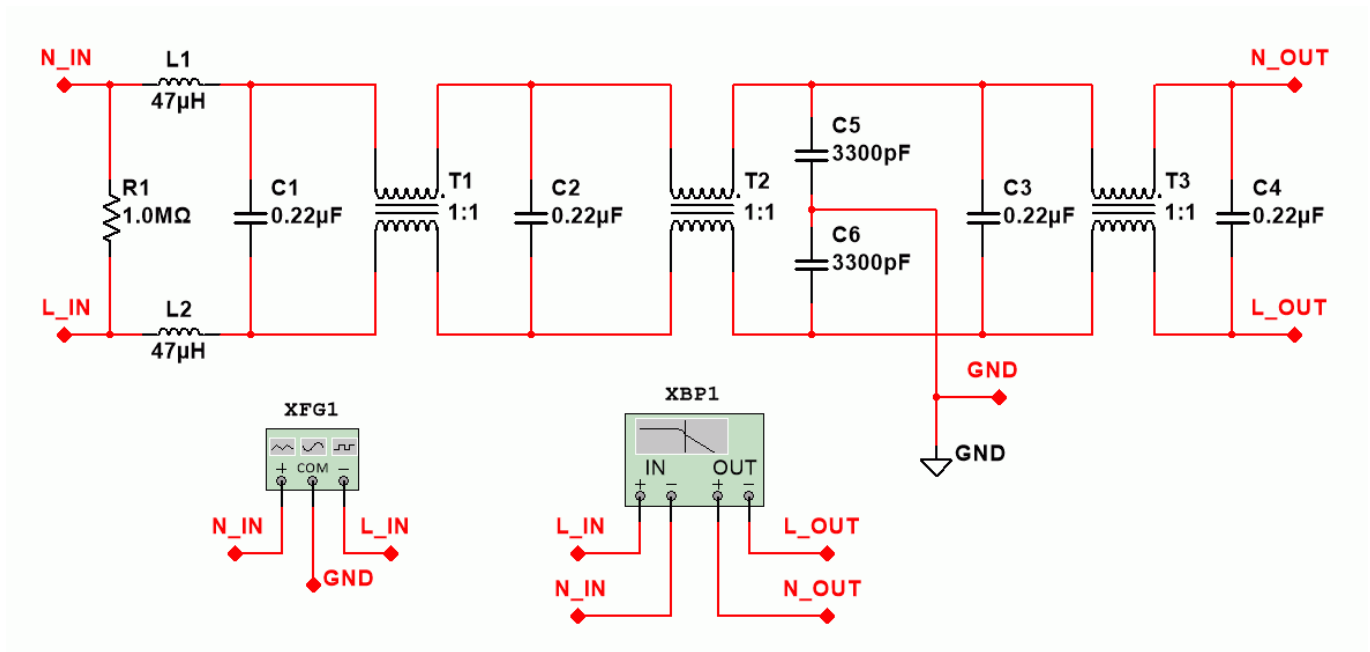 N_IN
L1
47µH
R1
1.0MΩ
C1
0.22µF
T1
1:1
C2
0.22µF
T2
1:1
C5
3300pF
C6
3300pF
C3
0.22µF
T3
1:1
C4
0.22µF
N_OUT
L_IN
L2
47µH
L_OUT
GND
GND
XFG1
+ COM −
N_IN
L_IN
GND
XBP1
IN OUT
+ − + −
L_IN
L_OUT
N_IN
N_OUT